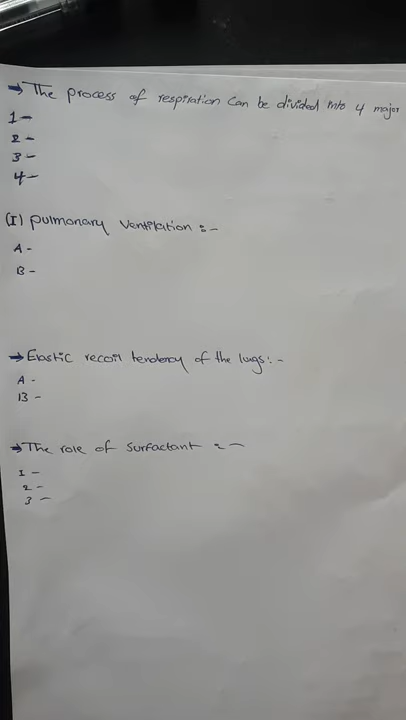 → The process of respiration can be divided into 4 major
1 -
2 -
3 -
4 -
(I) pulmonary Ventilation :-
A -
B -
→ Elastic recoil tendency of the lugs :-
A -
B -
→ The role of surfactant :-
1 -
2 -
3 -